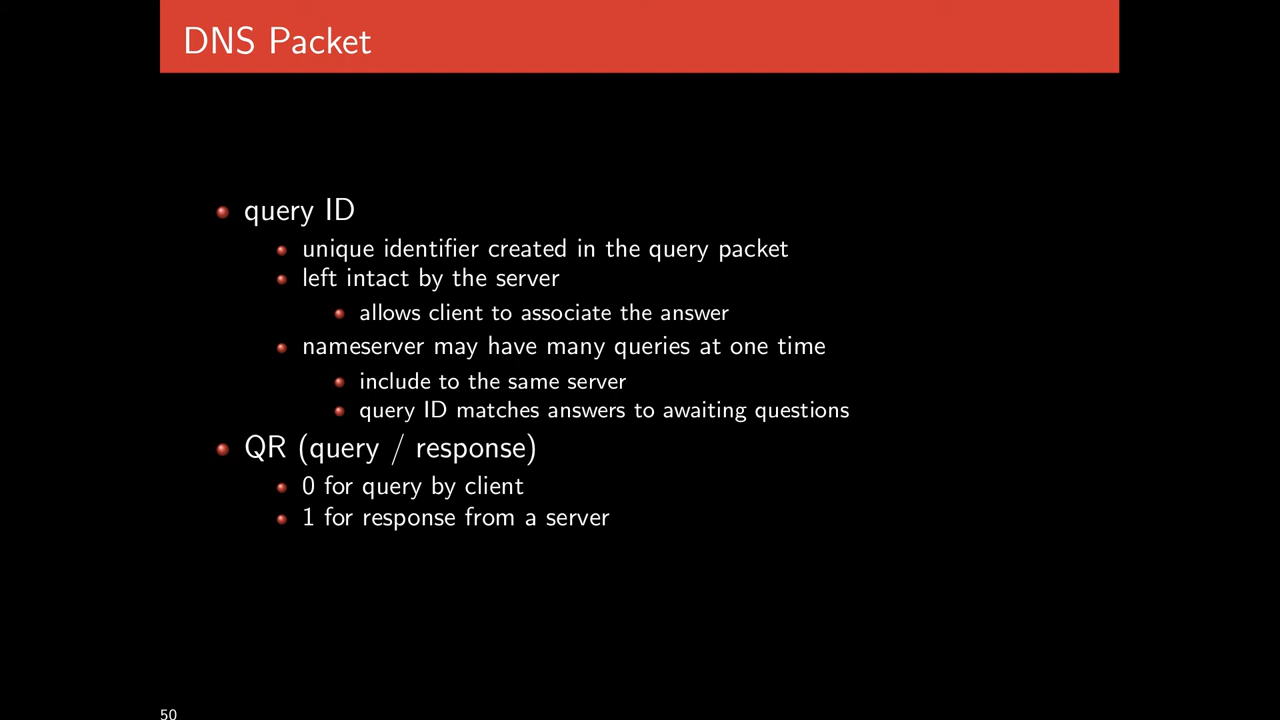 DNS Packet
query ID
unique identifier created in the query packet
left intact by the server
allows client to associate the answer
nameserver may have many queries at one time
include to the same server
query ID matches answers to awaiting questions
QR (query / response)
0 for query by client
1 for response from a server
50